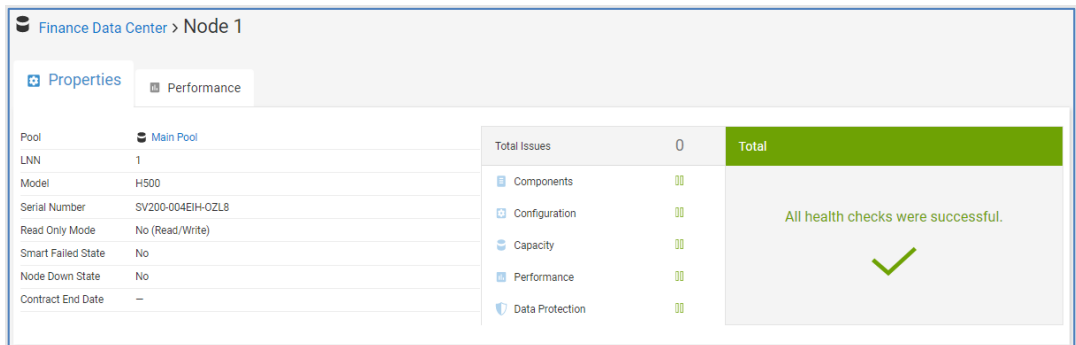 Finance Data Center > Node 1
Properties
Performance
Pool Main Pool
LNN 1
Model H500
Serial Number SV200-004EIH-OZL8
Read Only Mode No (Read/Write)
Smart Failed State No
Node Down State No
Contract End Date —
Total Issues 0
Components
Configuration
Capacity
Performance
Data Protection
Total
All health checks were successful.